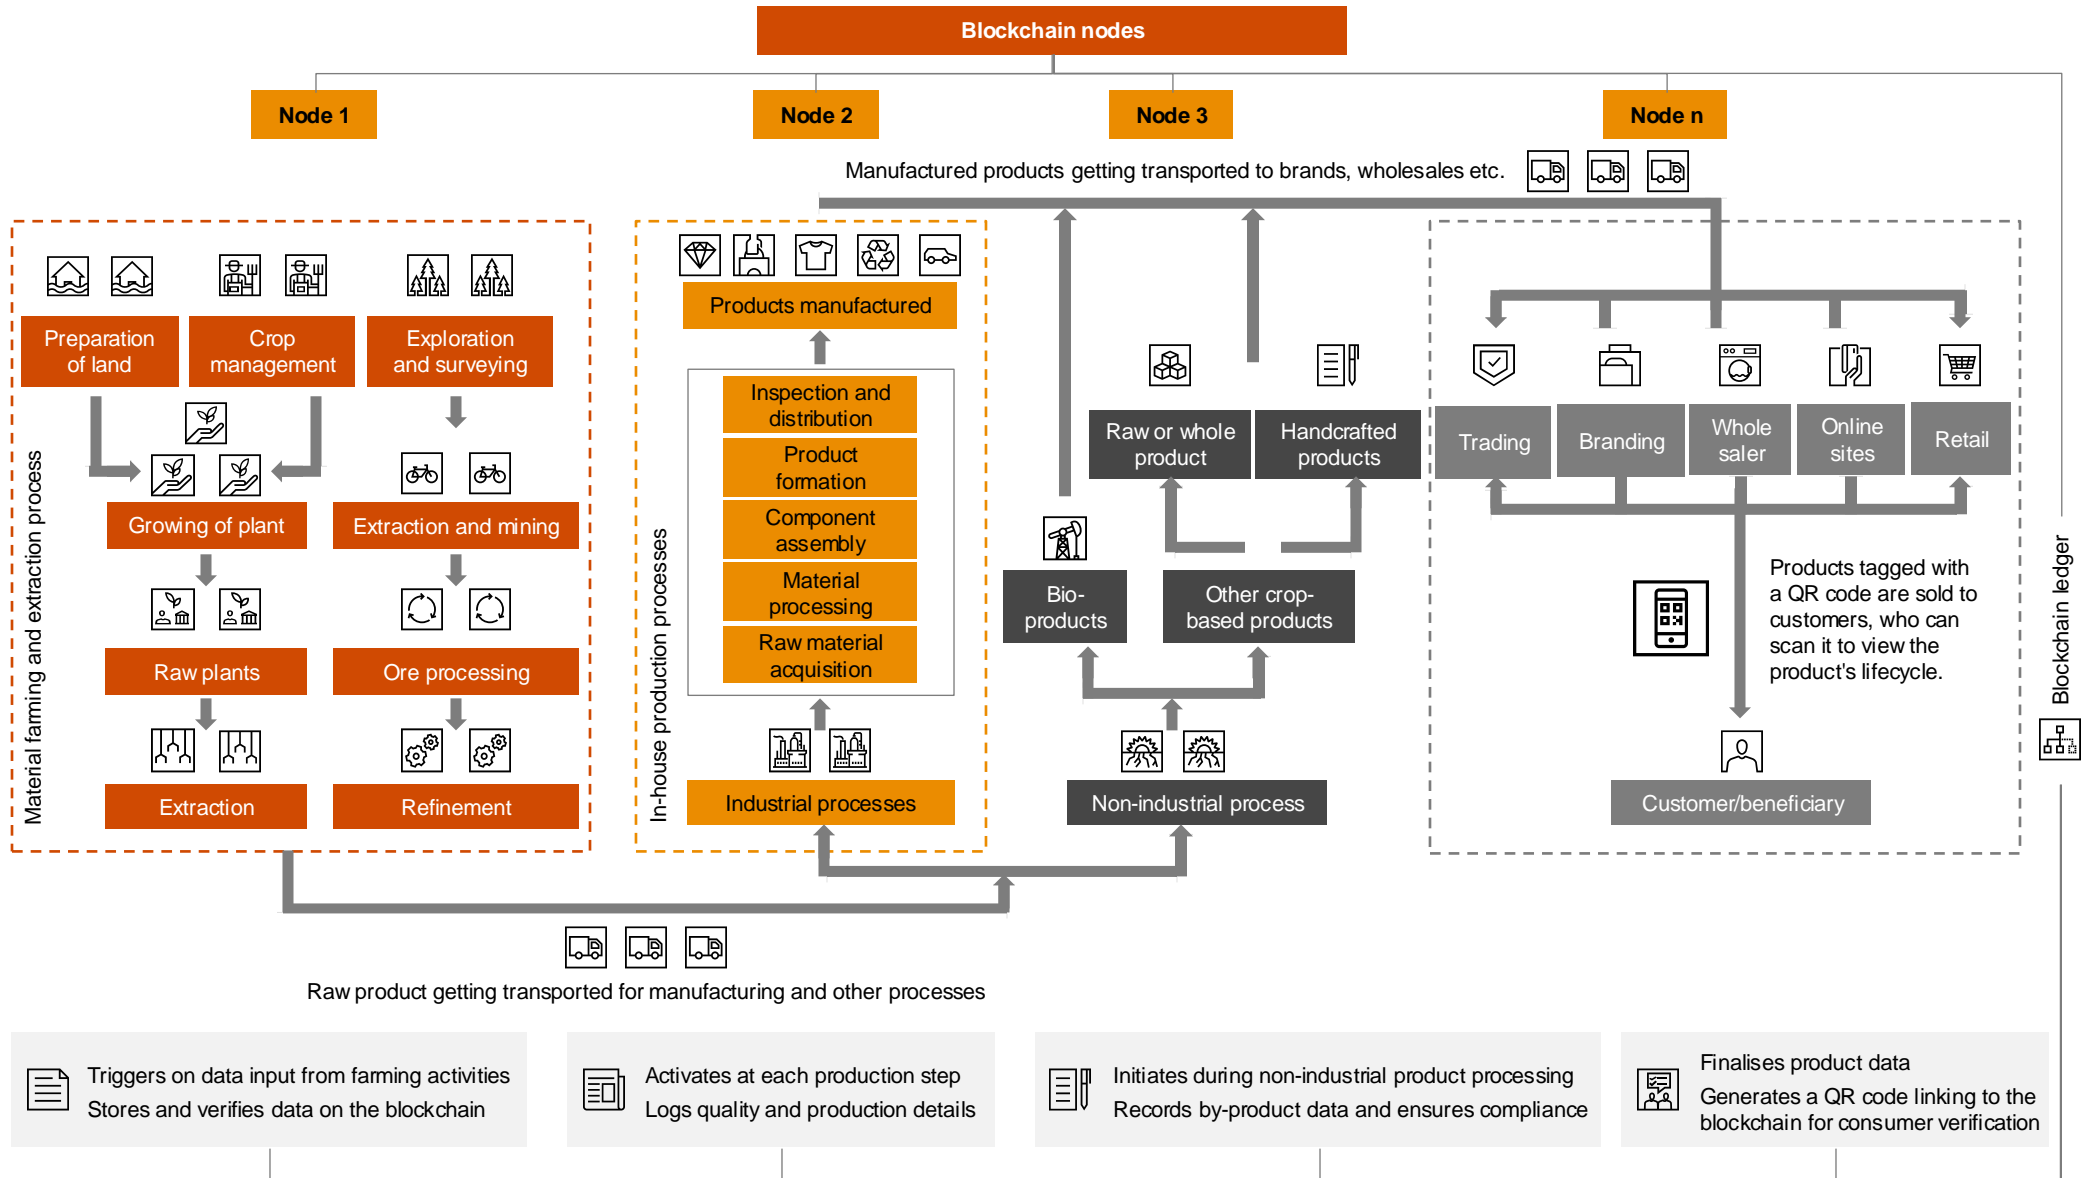 Blockchain nodes
Node 1
Node 2
Node 3
Node n
Manufactured products getting transported to brands, wholesales etc.
Material farming and extraction process
Preparation
of land
Crop
management
Exploration
and surveying
Growing of plant
Extraction and mining
Raw plants
Ore processing
Extraction
Refinement
In-house production processes
Products manufactured
Inspection and
distribution
Product
formation
Component
assembly
Material
processing
Raw material
acquisition
Industrial processes
Raw or whole
product
Handcrafted
products
Bio-
products
Other crop-
based products
Non-industrial process
Trading
Branding
Whole
saler
Online
sites
Retail
Products tagged with
a QR code are sold to
customers, who can
scan it to view the
product's lifecycle.
Customer/beneficiary
Blockchain ledger
Raw product getting transported for manufacturing and other processes
Triggers on data input from farming activities
Stores and verifies data on the blockchain
Activates at each production step
Logs quality and production details
Initiates during non-industrial product processing
Records by-product data and ensures compliance
Finalises product data
Generates a QR code linking to the
blockchain for consumer verification